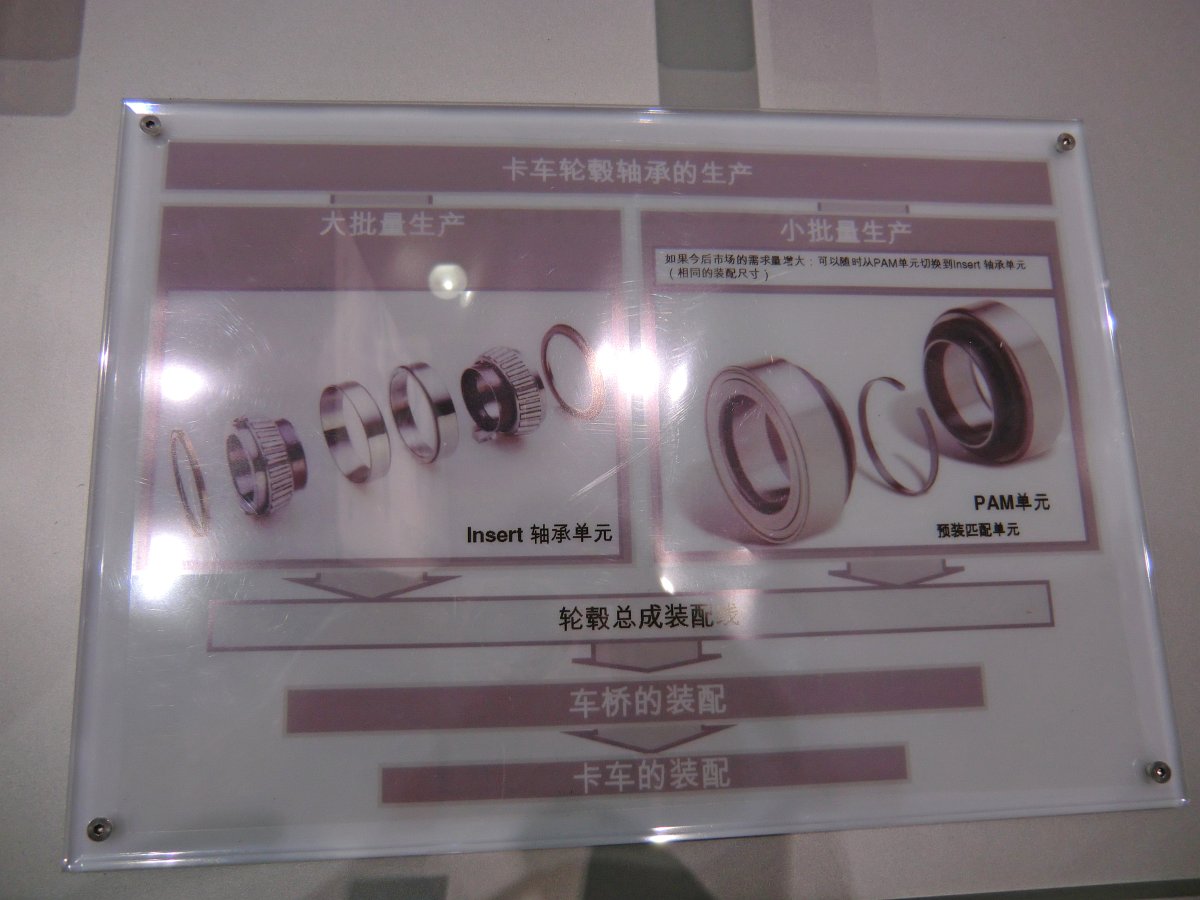 卡车轮毂轴承的生产
大批量生产
小批量生产
如果今后市场的需求量增大：可以随时从PAM单元切换到Insert 轴承单元
（相同的装配尺寸）
Insert 轴承单元
PAM单元
预装匹配单元
轮毂总成装配线
车桥的装配
卡车的装配